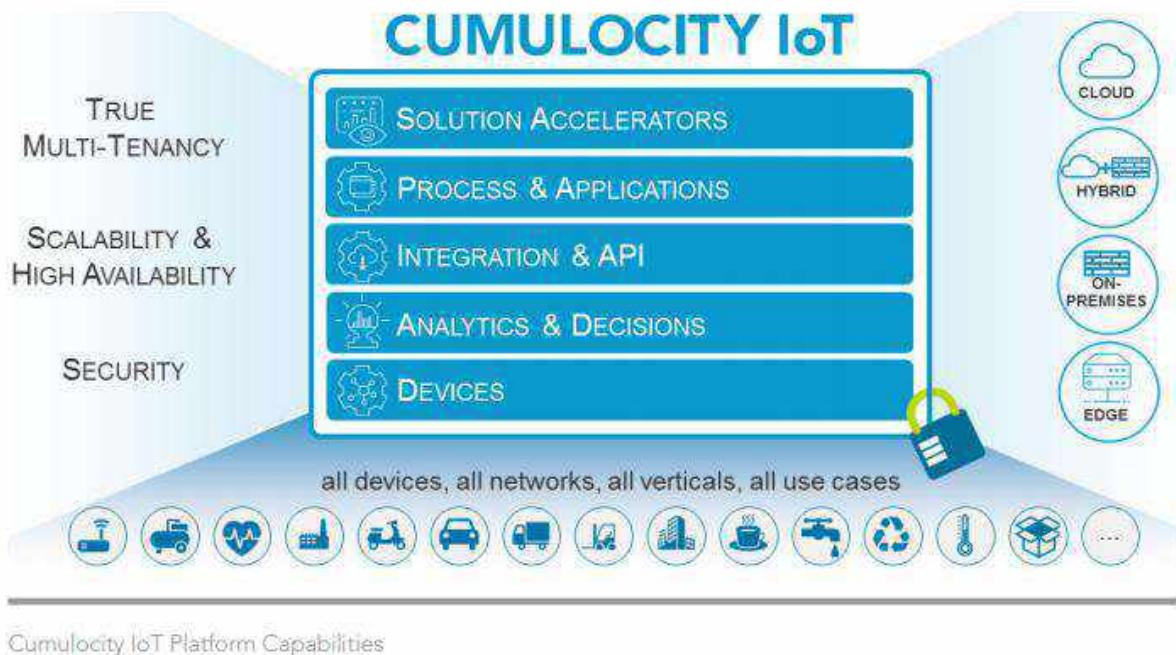 CUMULOCITY IoT
TRUE
MULTI-TENANCY
SCALABILITY &
HIGH AVAILABILITY
SECURITY
SOLUTION ACCELERATORS
PROCESS & APPLICATIONS
INTEGRATION & API
ANALYTICS & DECISIONS
DEVICES
CLOUD
HYBRID
ON-
PREMISES
EDGE
all devices, all networks, all verticals, all use cases
...
Cumulocity IoT Platform Capabilities